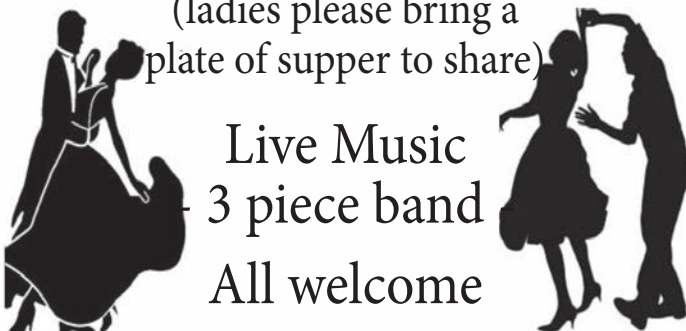 (ladies please bring a
plate of supper to share)
Live Music
- 3 piece band -
All welcome